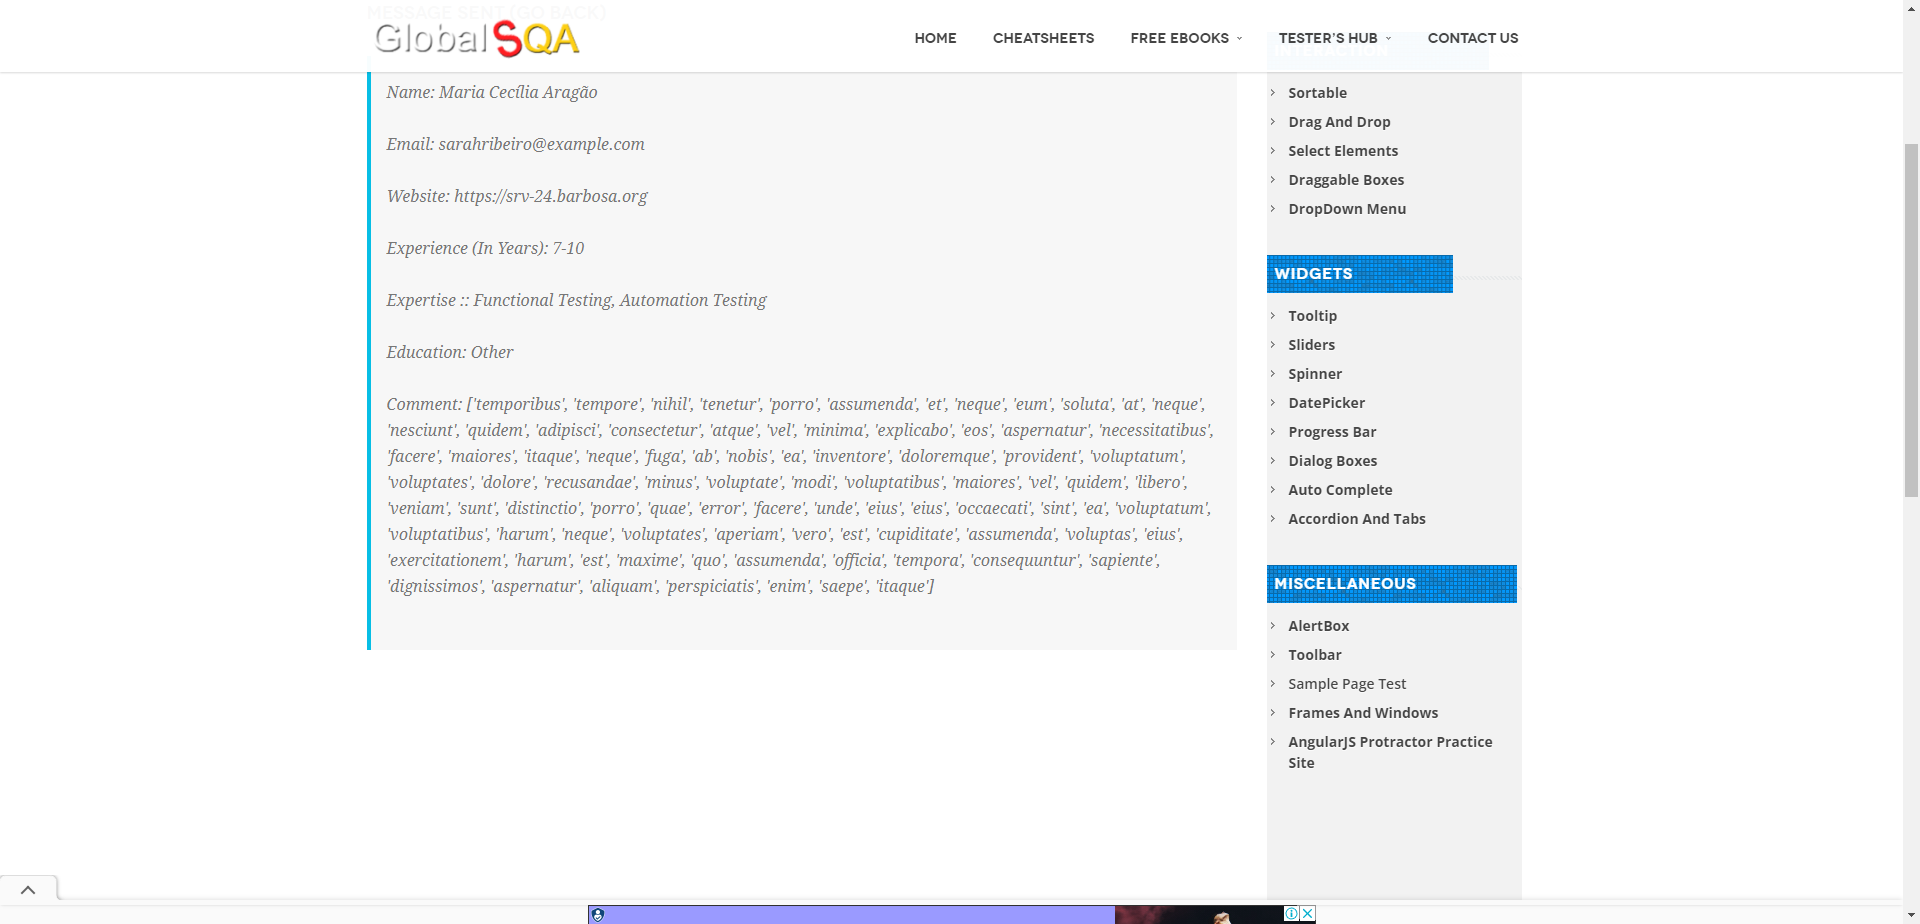 MESSAGE SENT (GO BACK)
GlobalSQA
HOME
CHEATSHEETS
FREE EBOOKS
TESTER'S HUB
CONTACT US
Name: Maria Cecília Aragão
Email: sarahribeiro@example.com
Website: https://srv-24.barbosa.org
Experience (In Years): 7-10
Expertise :: Functional Testing, Automation Testing
Education: Other
Comment: ['temporibus', 'tempore', 'nihil', 'tenetur', 'porro', 'assumenda', 'et', 'neque', 'eum', 'soluta', 'at', 'neque',
'nesciunt', 'quidem', 'adipisci', 'consectetur', 'atque', 'vel', 'minima', 'explicabo', 'eos', 'aspernatur', 'necessitatibus',
'facere', 'maiores', 'itaque', 'neque', 'fuga', 'ab', 'nobis', 'ea', 'inventore', 'doloremque', 'provident', 'voluptatum',
'voluptates', 'dolore', 'recusandae', 'minus', 'voluptate', 'modi', 'voluptatibus', 'maiores', 'vel', 'quidem', 'libero',
'veniam', 'sunt', 'distinctio', 'porro', 'quae', 'error', 'facere', 'unde', 'eius', 'eius', 'occaecati', 'sint', 'ea', 'voluptatum',
'voluptatibus', 'harum', 'neque', 'voluptates', 'aperiam', 'vero', 'est', 'cupiditate', 'assumenda', 'voluptas', 'eius',
'exercitationem', 'harum', 'est', 'maxime', 'quo', 'assumenda', 'officia', 'tempora', 'consequuntur', 'sapiente',
'dignissimos', 'aspernatur', 'aliquam', 'perspiciatis', 'enim', 'saepe', 'itaque']
Sortable
Drag And Drop
Select Elements
Draggable Boxes
DropDown Menu
WIDGETS
Tooltip
Sliders
Spinner
DatePicker
Progress Bar
Dialog Boxes
Auto Complete
Accordion And Tabs
MISCELLANEOUS
AlertBox
Toolbar
Sample Page Test
Frames And Windows
AngularJS Protractor Practice
Site